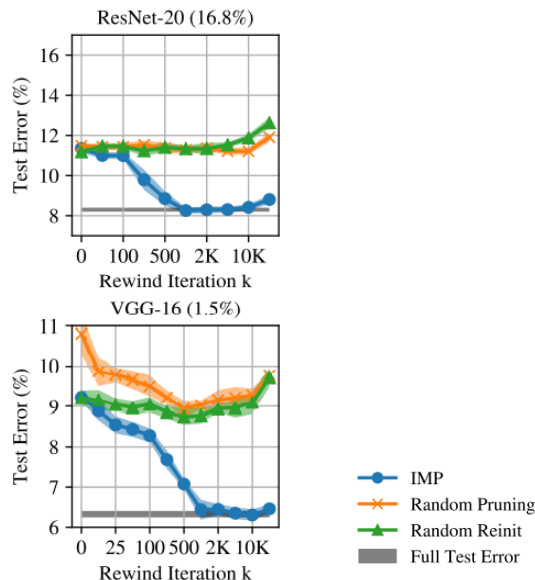 ResNet-20 (16.8%)
16
14
12
10
8
Test Error (%)
0 100 500 2K 10K
Rewind Iteration k
VGG-16 (1.5%)
11
10
9
8
7
6
Test Error (%)
0 25 100 500 2K 10K
Rewind Iteration k
IMP
Random Pruning
Random Reinit
Full Test Error